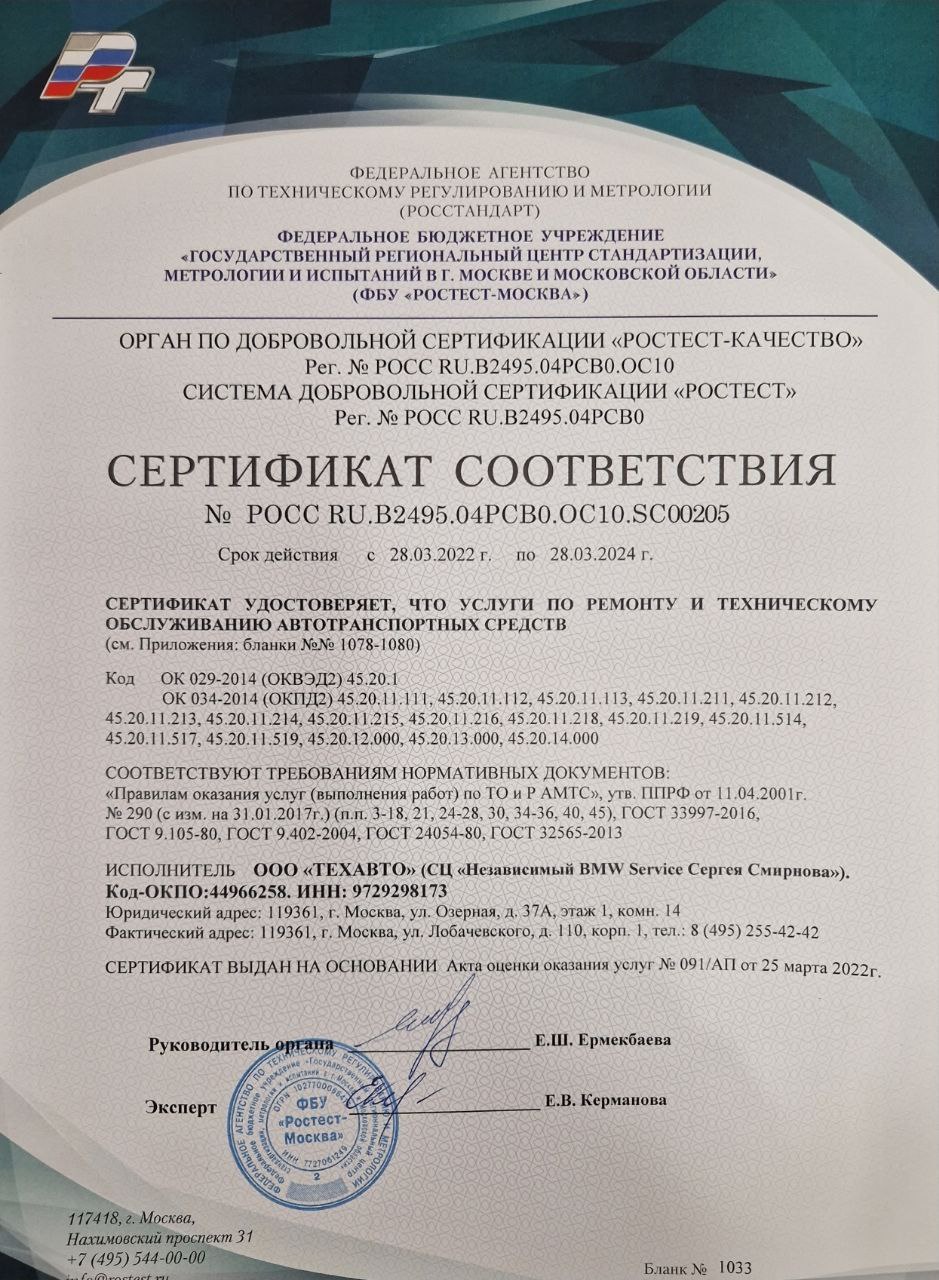 РТ
ФЕДЕРАЛЬНОЕ АГЕНТСТВО
ПО ТЕХНИЧЕСКОМУ РЕГУЛИРОВАНИЮ И МЕТРОЛОГИИ
(РОССТАНДАРТ)
ФЕДЕРАЛЬНОЕ БЮДЖЕТНОЕ УЧРЕЖДЕНИЕ
«ГОСУДАРСТВЕННЫЙ РЕГИОНАЛЬНЫЙ ЦЕНТР СТАНДАРТИЗАЦИИ,
МЕТРОЛОГИИ И ИСПЫТАНИЙ В Г. МОСКВЕ И МОСКОВСКОЙ ОБЛАСТИ»
(ФБУ «РОСТЕСТ-МОСКВА»)
ОРГАН ПО ДОБРОВОЛЬНОЙ СЕРТИФИКАЦИИ «РОСТЕСТ-КАЧЕСТВО»
Рег. № РОСС RU.В2495.04РСВ0.ОС10
СИСТЕМА ДОБРОВОЛЬНОЙ СЕРТИФИКАЦИИ «РОСТЕСТ»
Рег. № РОСС RU.В2495.04РСВ0
СЕРТИФИКАТ СООТВЕТСТВИЯ
№ РОСС RU.В2495.04РСВ0.ОС10.SC00205
Срок действия с 28.03.2022 г. по 28.03.2024 г.
СЕРТИФИКАТ УДОСТОВЕРЯЕТ, ЧТО УСЛУГИ ПО РЕМОНТУ И ТЕХНИЧЕСКОМУ
ОБСЛУЖИВАНИЮ АВТОТРАНСПОРТНЫХ СРЕДСТВ
(см. Приложения: бланки №№ 1078-1080)
Код ОК 029-2014 (ОКВЭД2) 45.20.1
ОК 034-2014 (ОКПД2) 45.20.11.111, 45.20.11.112, 45.20.11.113, 45.20.11.211, 45.20.11.212,
45.20.11.213, 45.20.11.214, 45.20.11.215, 45.20.11.216, 45.20.11.218, 45.20.11.219, 45.20.11.514,
45.20.11.517, 45.20.11.519, 45.20.12.000, 45.20.13.000, 45.20.14.000
СООТВЕТСТВУЮТ ТРЕБОВАНИЯМ НОРМАТИВНЫХ ДОКУМЕНТОВ:
«Правилам оказания услуг (выполнения работ) по ТО и Р АМТС», утв. ППРФ от 11.04.2001г.
№ 290 (с изм. на 31.01.2017г.) (п.п. 3-18, 21, 24-28, 30, 34-36, 40, 45), ГОСТ 33997-2016,
ГОСТ 9.105-80, ГОСТ 9.402-2004, ГОСТ 24054-80, ГОСТ 32565-2013
ИСПОЛНИТЕЛЬ ООО «ТЕХАВТО» (СЦ «Независимый BMW Service Сергея Смирнова»).
Код-ОКПО:44966258. ИНН: 9729298173
Юридический адрес: 119361, г. Москва, ул. Озерная, д. 37А, этаж 1, комн. 14
Фактический адрес: 119361, г. Москва, ул. Лобачевского, д. 110, корп. 1, тел.: 8 (495) 255-42-42
СЕРТИФИКАТ ВЫДАН НА ОСНОВАНИИ Акта оценки оказания услуг № 091/АП от 25 марта 2022г.
Руководитель органа Е.Ш. Ермекбаева
Эксперт Е.В. Керманова
ФБУ
«Ростест-
Москва»
ИНН 7727061249
2
117418, г. Москва,
Нахимовский проспект 31
+7 (495) 544-00-00
info@rostest.ru
Бланк № 1033